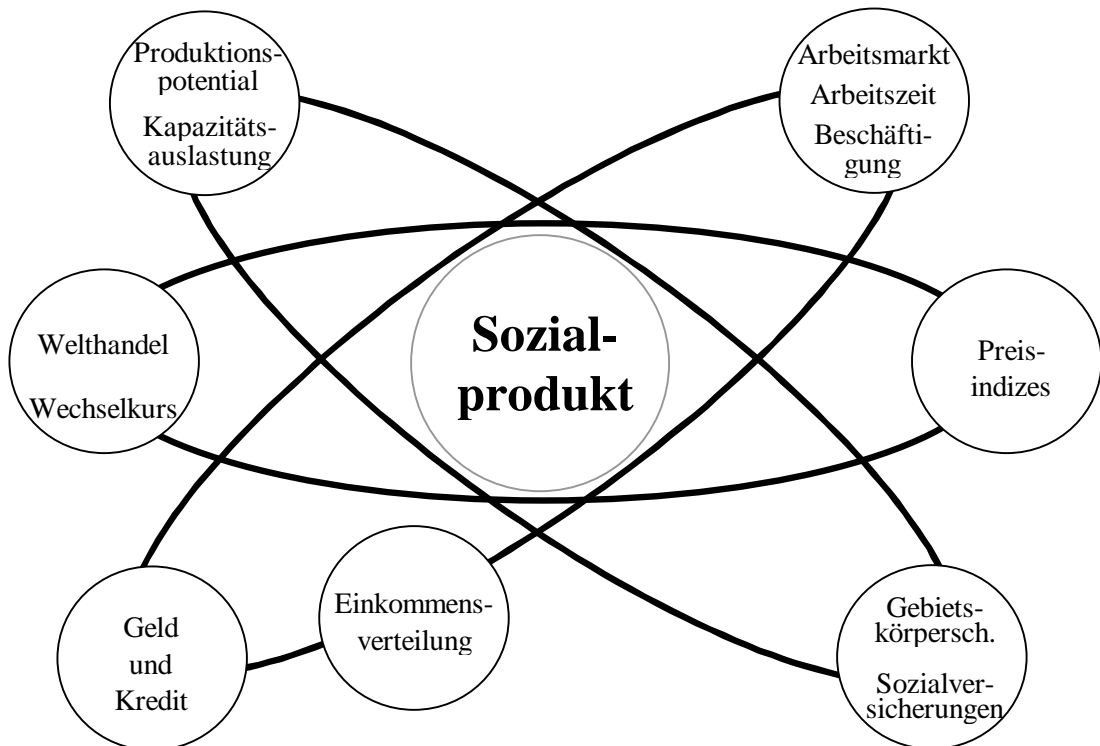 Produktions-
potential
Kapazitäts-
auslastung
Arbeitsmarkt
Arbeitszeit
Beschäfti-
gung
Welthandel
Wechselkurs
Sozial-
produkt
Preis-
indizes
Geld
und
Kredit
Einkommens-
verteilung
Gebiets-
körpersch.
Sozialver-
sicherungen